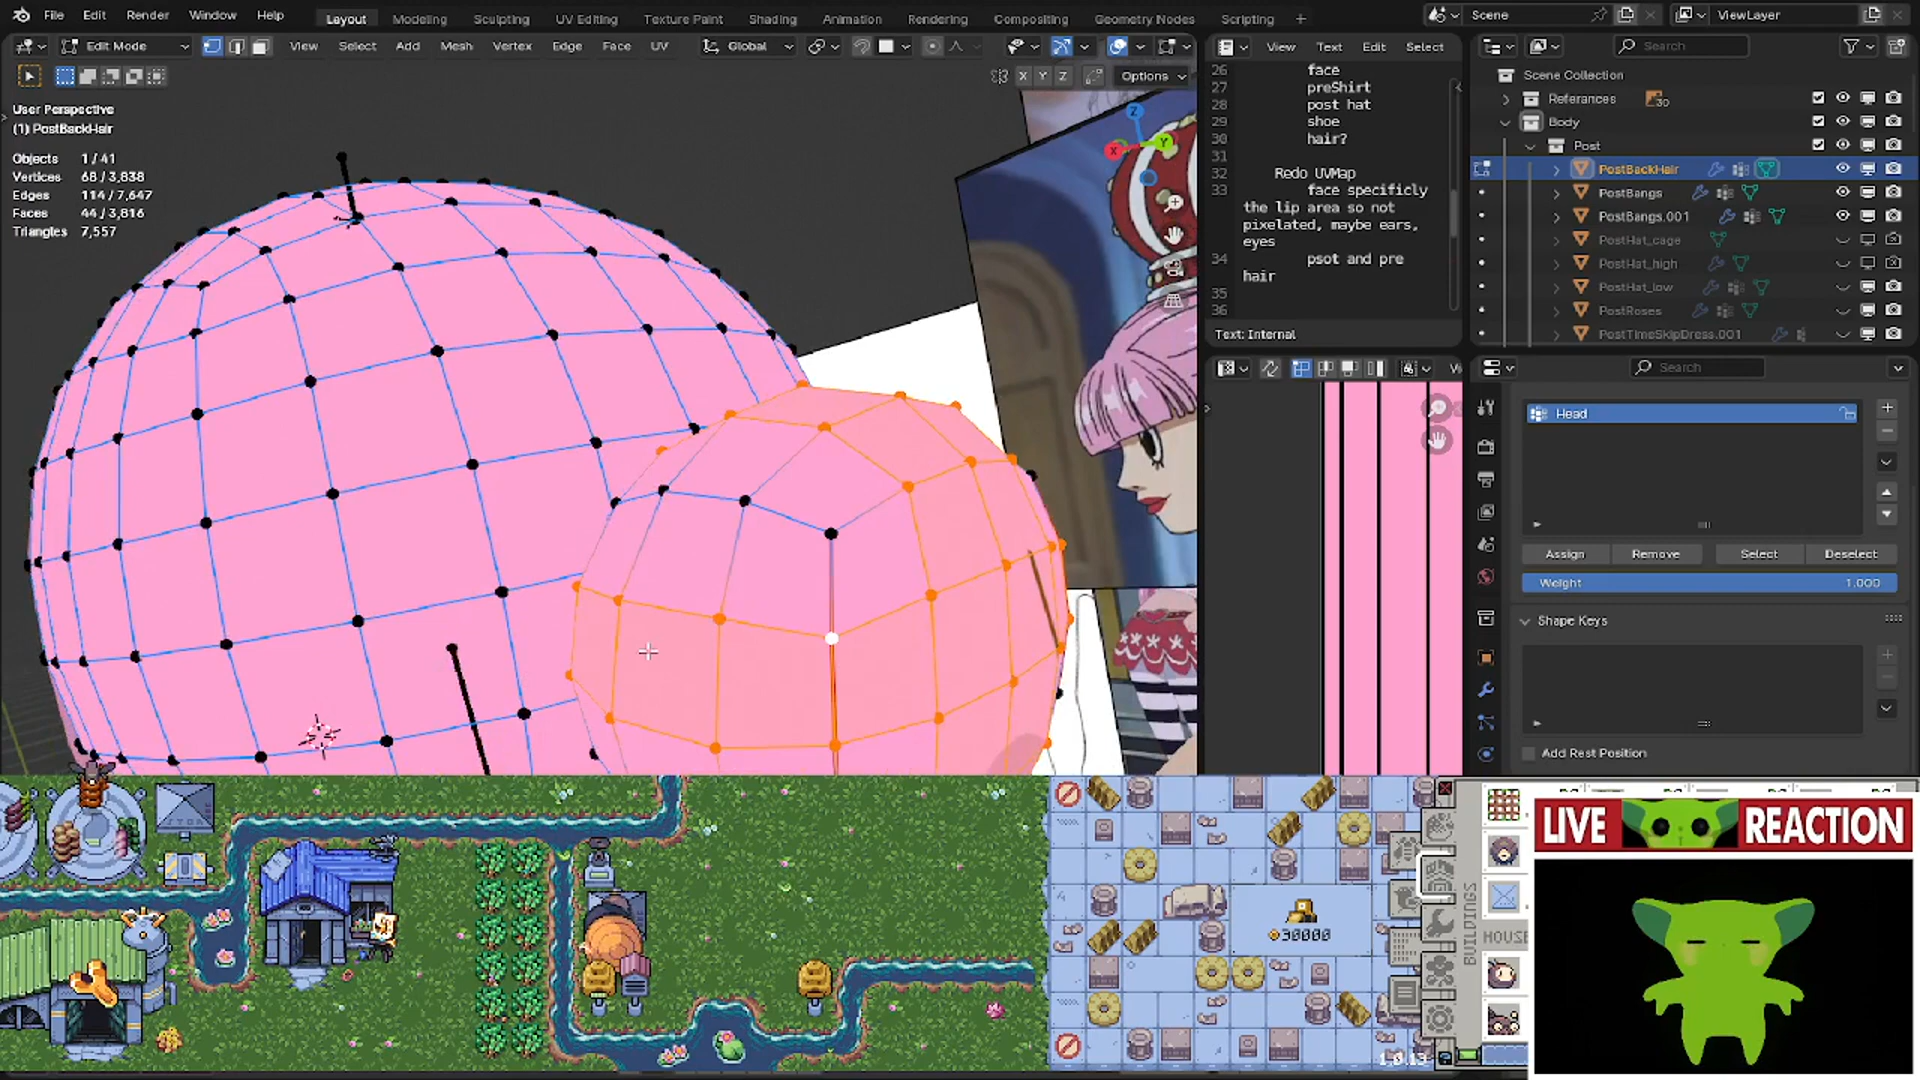 File Edit Render Window Help
Layout Modeling Sculpting UV Editing Texture Paint Shading Animation Rendering Compositing Geometry Nodes Scripting +
Scene
ViewLayer
Edit Mode
View Select Add Mesh Vertex Edge Face UV
Global
View Text Edit Select
Search
X Y Z
Options
User Perspective
(1) PostBackHair
Objects 1 / 41
Vertices 68 / 3,838
Edges 114 / 7,647
Faces 44 / 3,816
Triangles 7,557
Z
Y
X
26 face
27 preShirt
28 post hat
29 shoe
30 hair?
31
32 Redo UVMap
33 face specificly
the lip area so not
pixelated, maybe ears,
eyes
34 psot and pre
hair
35
36
Text: Internal
Scene Collection
Referances
30
Body
Post
PostBackHair
PostBangs
PostBangs.001
PostHat_cage
PostHat_high
PostHat_low
PostRoses
PostTimeSkipDress.001
Search
Head
Assign Remove Select Deselect
Weight 1.000
Shape Keys
Add Rest Position
30000
BUILDINGS
HOUSE
1.0.13
LIVE REACTION